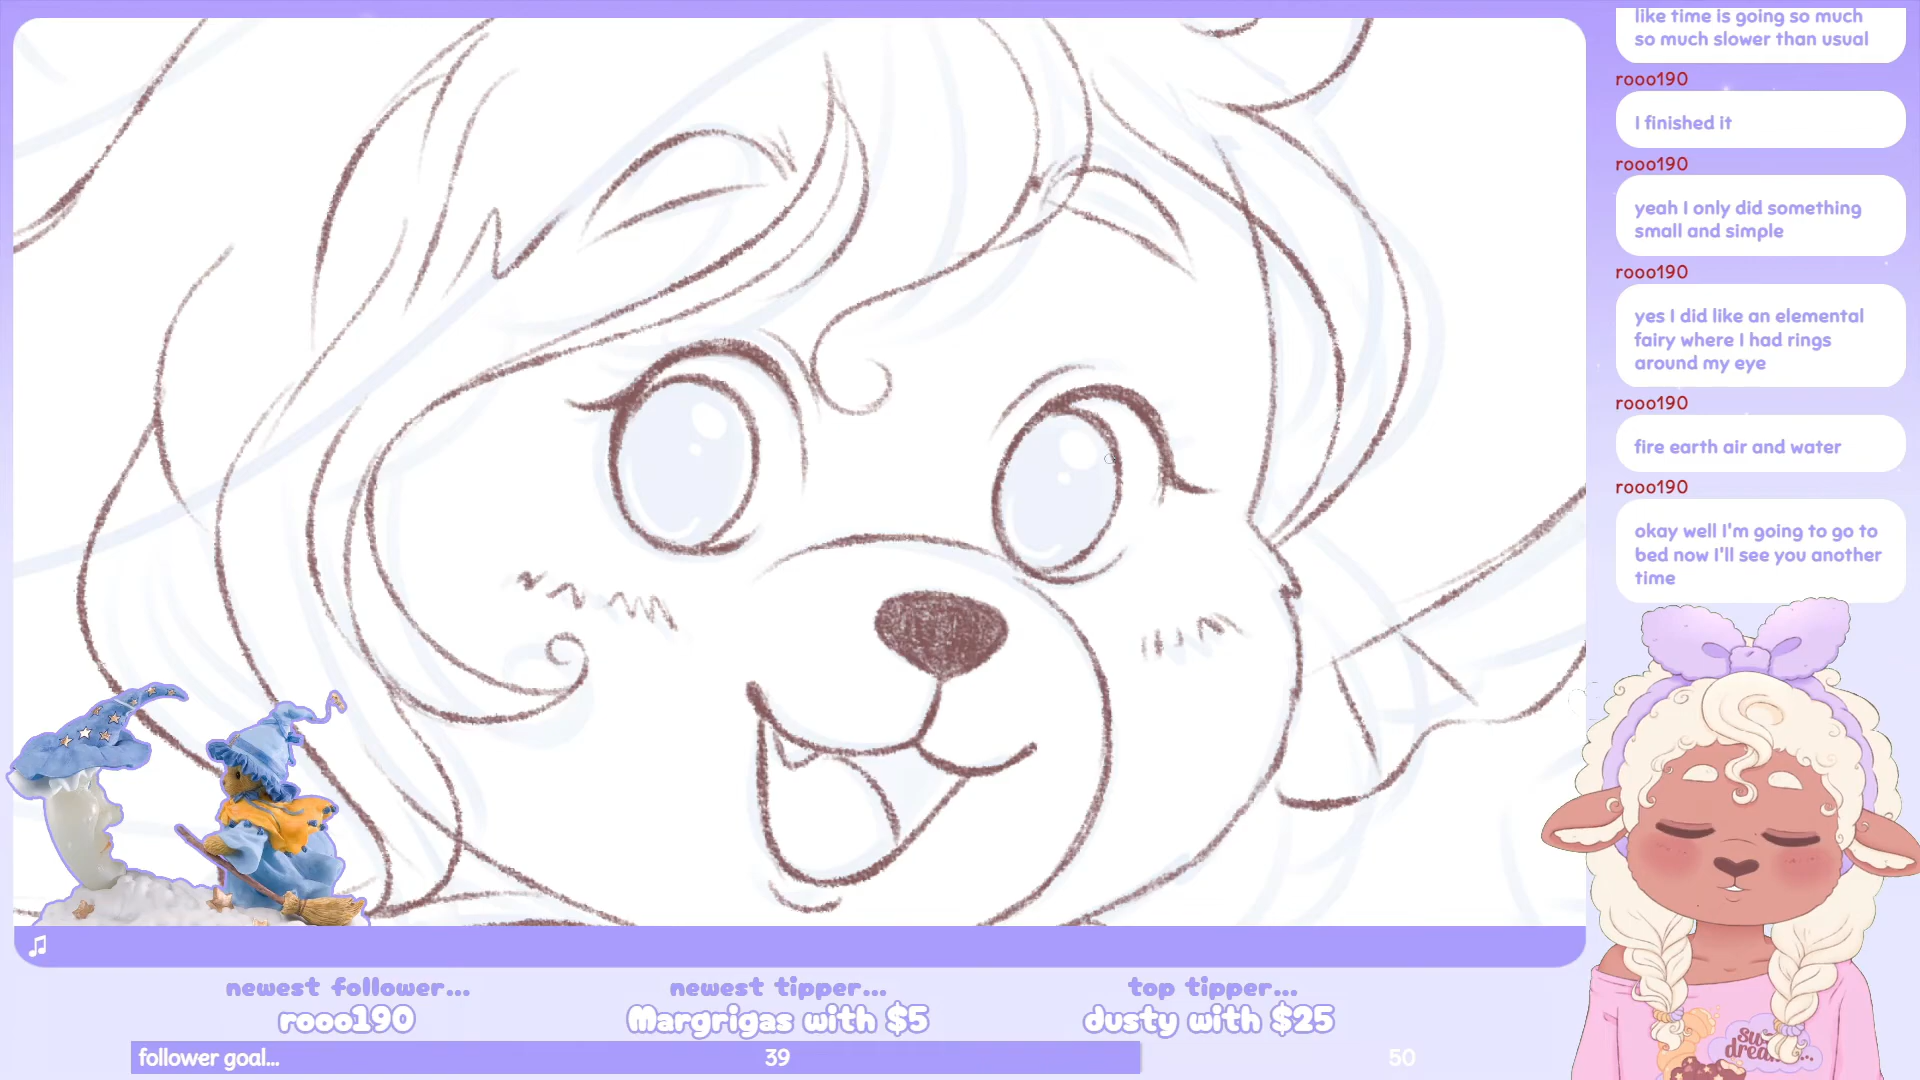 like time is going so much
so much slower than usual
rooo190
I finished it
rooo190
yeah I only did something
small and simple
rooo190
yes I did like an elemental
fairy where I had rings
around my eye
rooo190
fire earth air and water
rooo190
okay well I'm going to go to
bed now I'll see you another
time
newest follower...
rooo190
newest tipper...
Margrigas with $5
top tipper...
dusty with $25
follower goal...
39
50